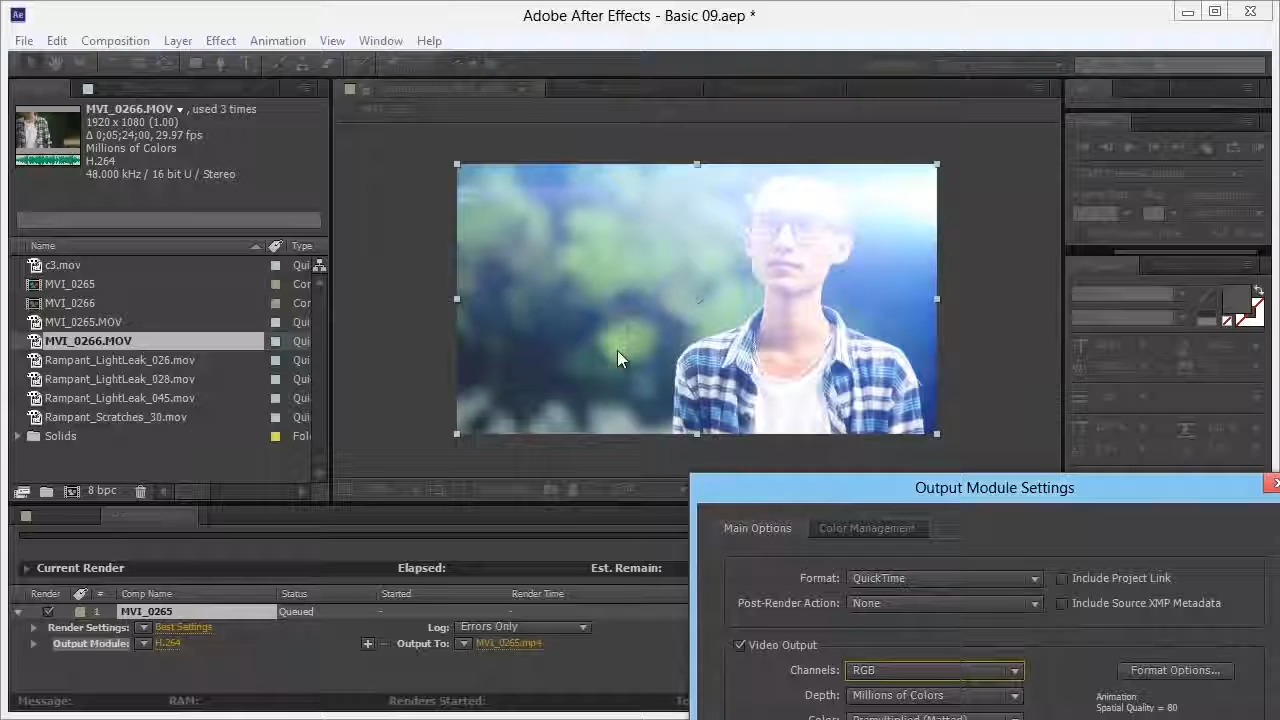 Ae
Adobe After Effects - Basic 09.aep *
File Edit Composition Layer Effect Animation View Window Help
MVI_0266.MOV ▾ , used 3 times
1920 x 1080 (1.00)
Δ 0;05;24;00, 29.97 fps
Millions of Colors
H.264
48.000 kHz / 16 bit U / Stereo
Name Type
c3.mov Qui
MVI_0265 Cor
MVI_0266 Cor
MVI_0265.MOV Qui
MVI_0266.MOV Qui
Rampant_LightLeak_026.mov Qui
Rampant_LightLeak_028.mov Qui
Rampant_LightLeak_045.mov Qui
Rampant_Scratches_30.mov Qui
Solids Fol
8 bpc
Output Module Settings
Main Options Color Management
Current Render Elapsed: Est. Remain:
Format: QuickTime Include Project Link
Render # Comp Name Status Started Render Time
Post-Render Action: None Include Source XMP Metadata
1 MVI_0265 Queued - -
Render Settings: Best Settings Log: Errors Only
Output Module: H.264 Output To: MVI_0265.mp4
Video Output
Channels: RGB Format Options...
Depth: Millions of Colors Animation:
Spatial Quality = 80
Message: RAM: Renders Started:
Color: Premultiplied (Matted)